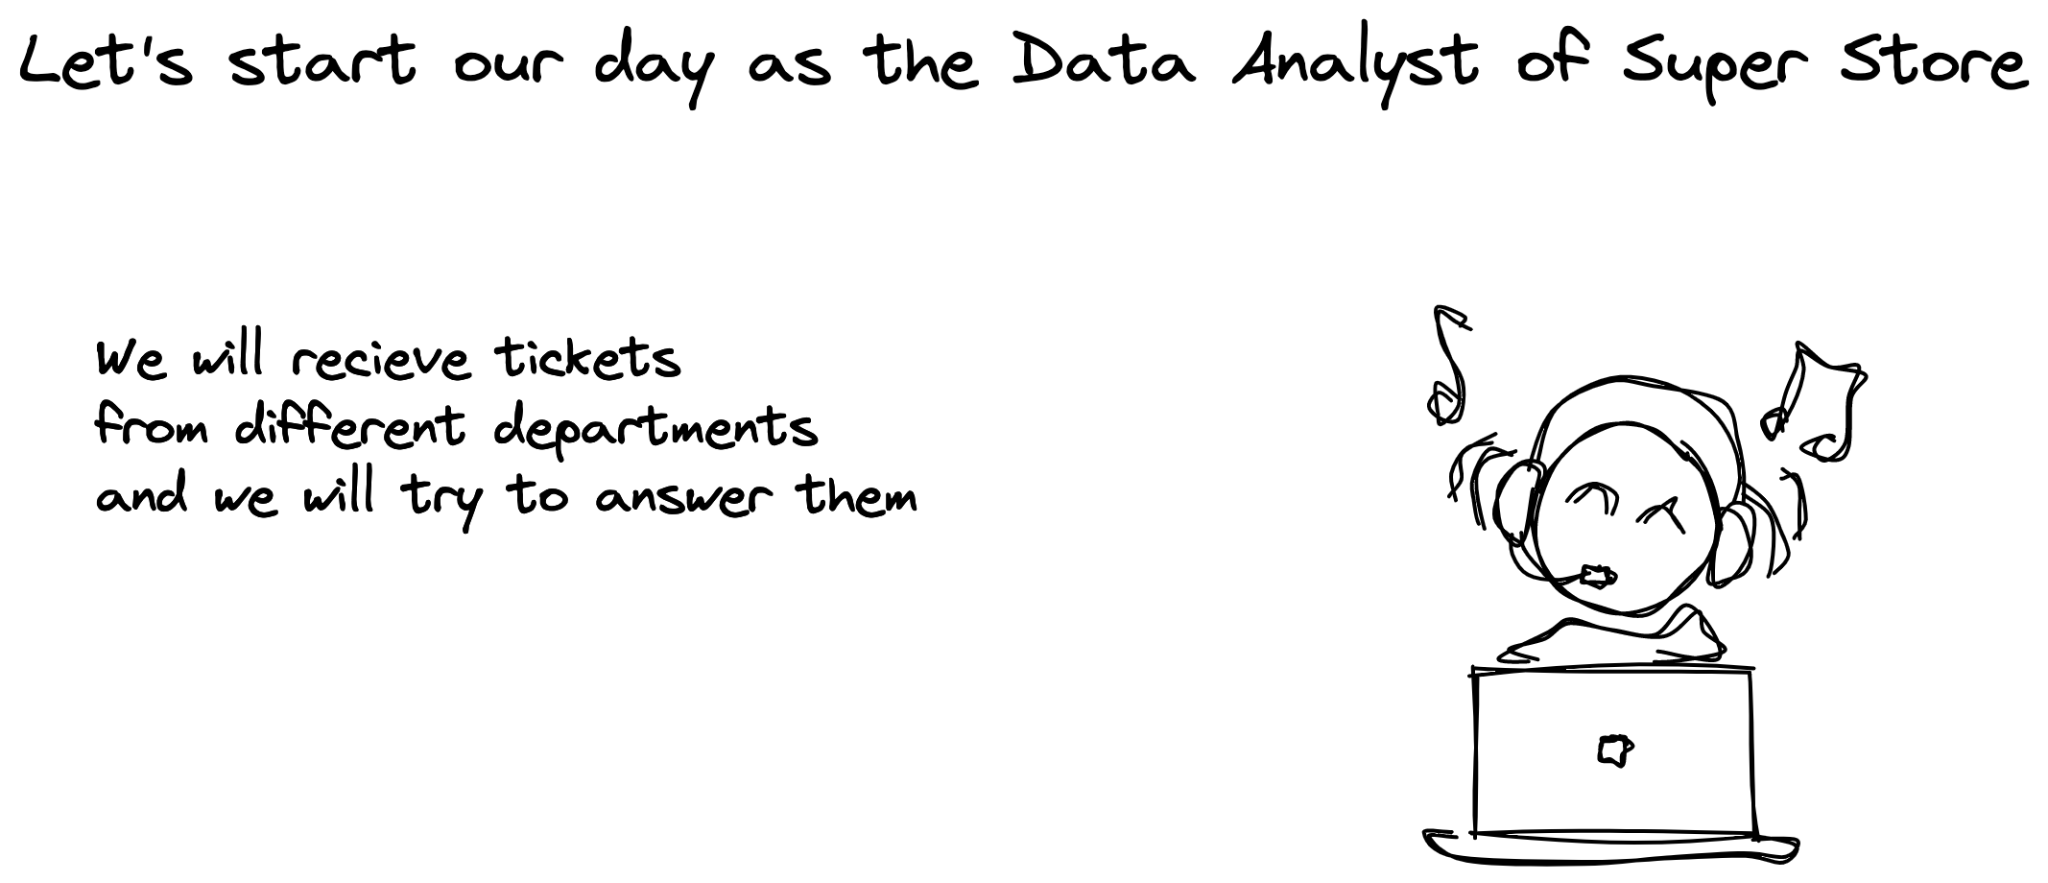 Let's start our day as the Data Analyst of Super Store
We will recieve tickets
from different departments
and we will try to answer them